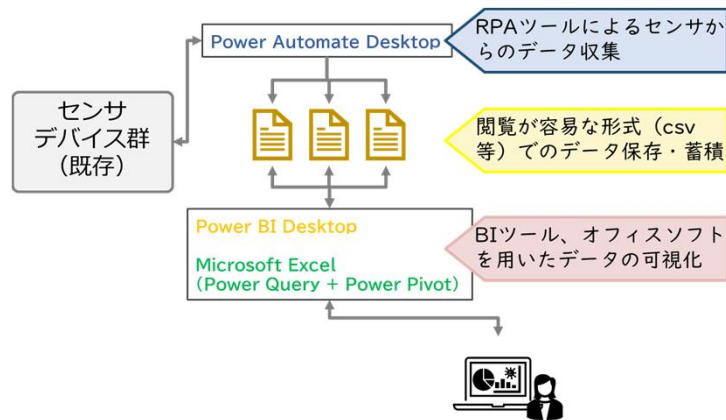 Power Automate Desktop
RPAツールによるセンサか
らのデータ収集
センサ
デバイス群
(既存)
閲覧が容易な形式（csv
等）でのデータ保存・蓄積
Power BI Desktop
Microsoft Excel
(Power Query + Power Pivot)
BIツール、オフィスソフト
を用いたデータの可視化